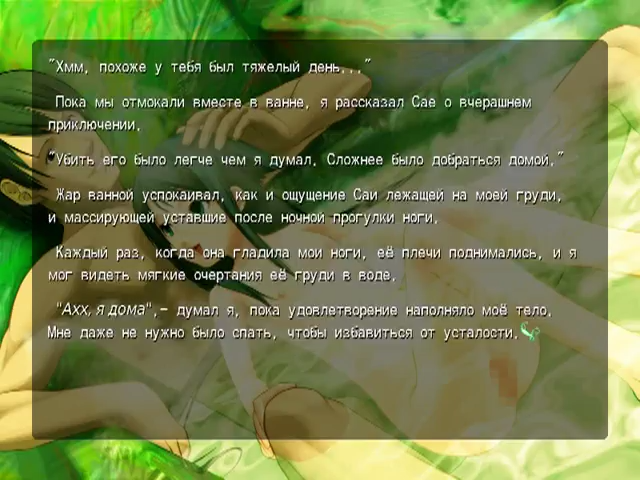 "Хмм, похоже у тебя был тяжелый день..."
Пока мы отмокали вместе в ванне, я рассказал Сае о вчерашнем
приключении.
"Убить его было легче чем я думал. Сложнее было добраться домой."
Жар ванной успокаивал, как и ощущение Саи лежащей на моей груди,
и массирующей уставшие после ночной прогулки ноги.
Каждый раз, когда она гладила мои ноги, её плечи поднимались, и я
мог видеть мягкие очертания её груди в воде.
"Ахх, я дома",– думал я, пока удовлетворение наполняло моё тело.
Мне даже не нужно было спать, чтобы избавиться от усталости.